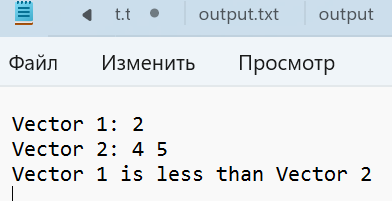 t.t output.txt output
Файл Изменить Просмотр
Vector 1: 2
Vector 2: 4 5
Vector 1 is less than Vector 2